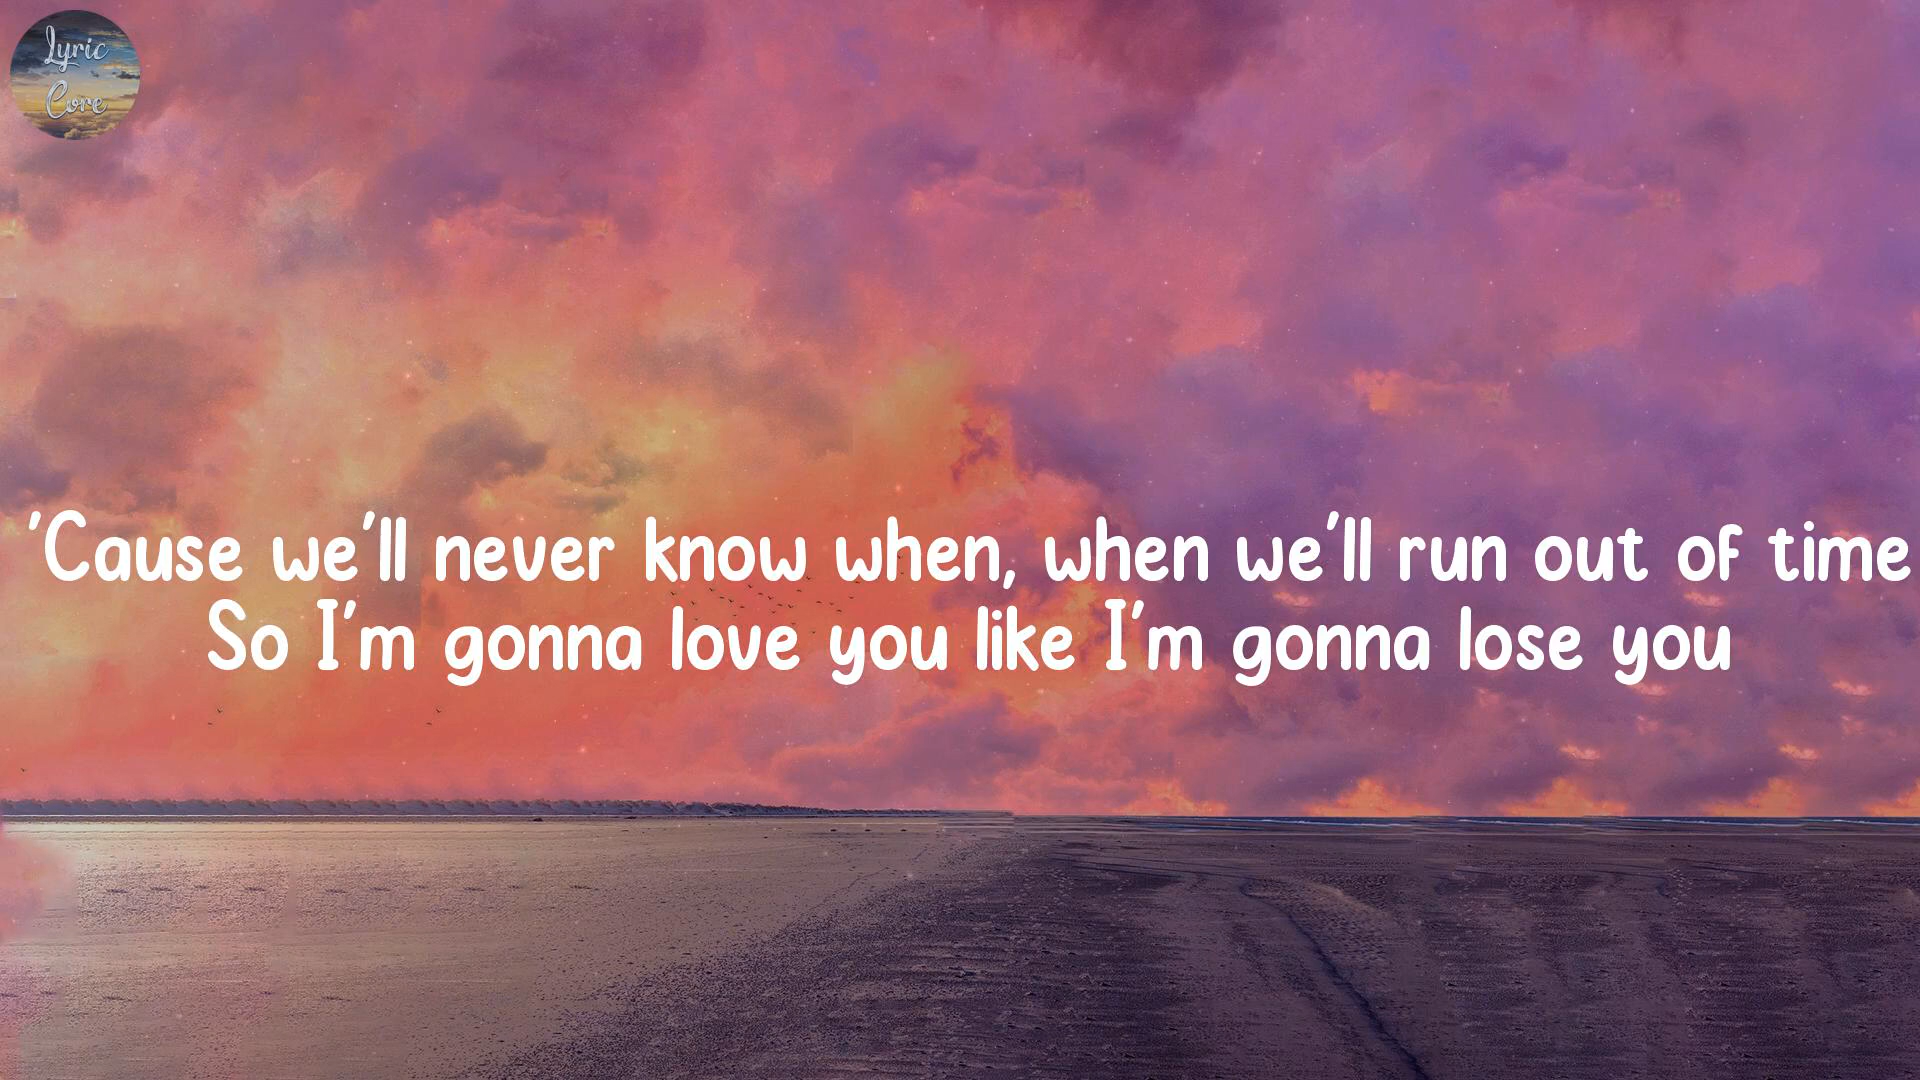 Lyric
Core
'Cause we'll never know when, when we'll run out of time
So I'm gonna love you like I'm gonna lose you